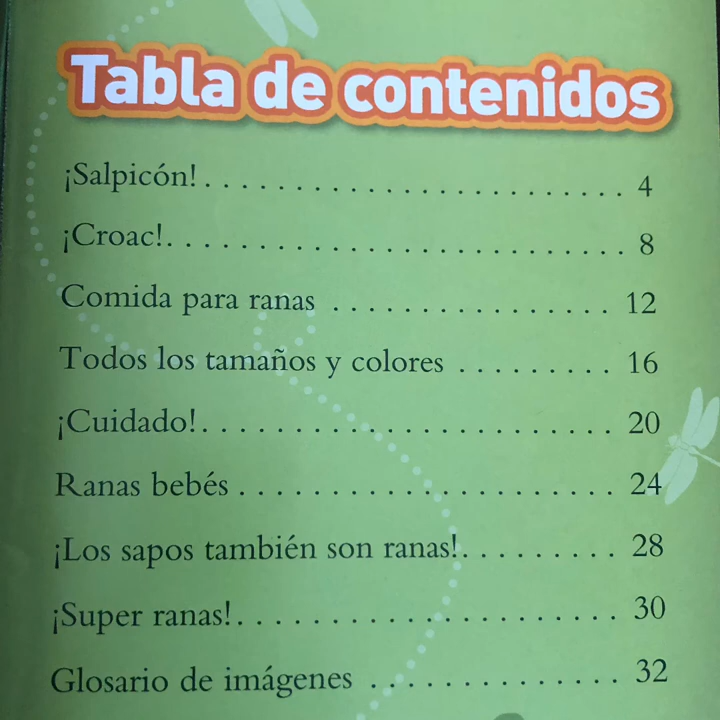 Tabla de contenidos
¡Salpicón! . . . . . . . . . . . . . . . . . . . . . . . . 4
¡Croac!. . . . . . . . . . . . . . . . . . . . . . . . . . 8
Comida para ranas . . . . . . . . . . . . . . . . 12
Todos los tamaños y colores . . . . . . . . . 16
¡Cuidado!. . . . . . . . . . . . . . . . . . . . . . . 20
Ranas bebés . . . . . . . . . . . . . . . . . . . . . 24
¡Los sapos también son ranas!. . . . . . . . . 28
¡Super ranas!. . . . . . . . . . . . . . . . . . . . . 30
Glosario de imágenes . . . . . . . . . . . . . . 32